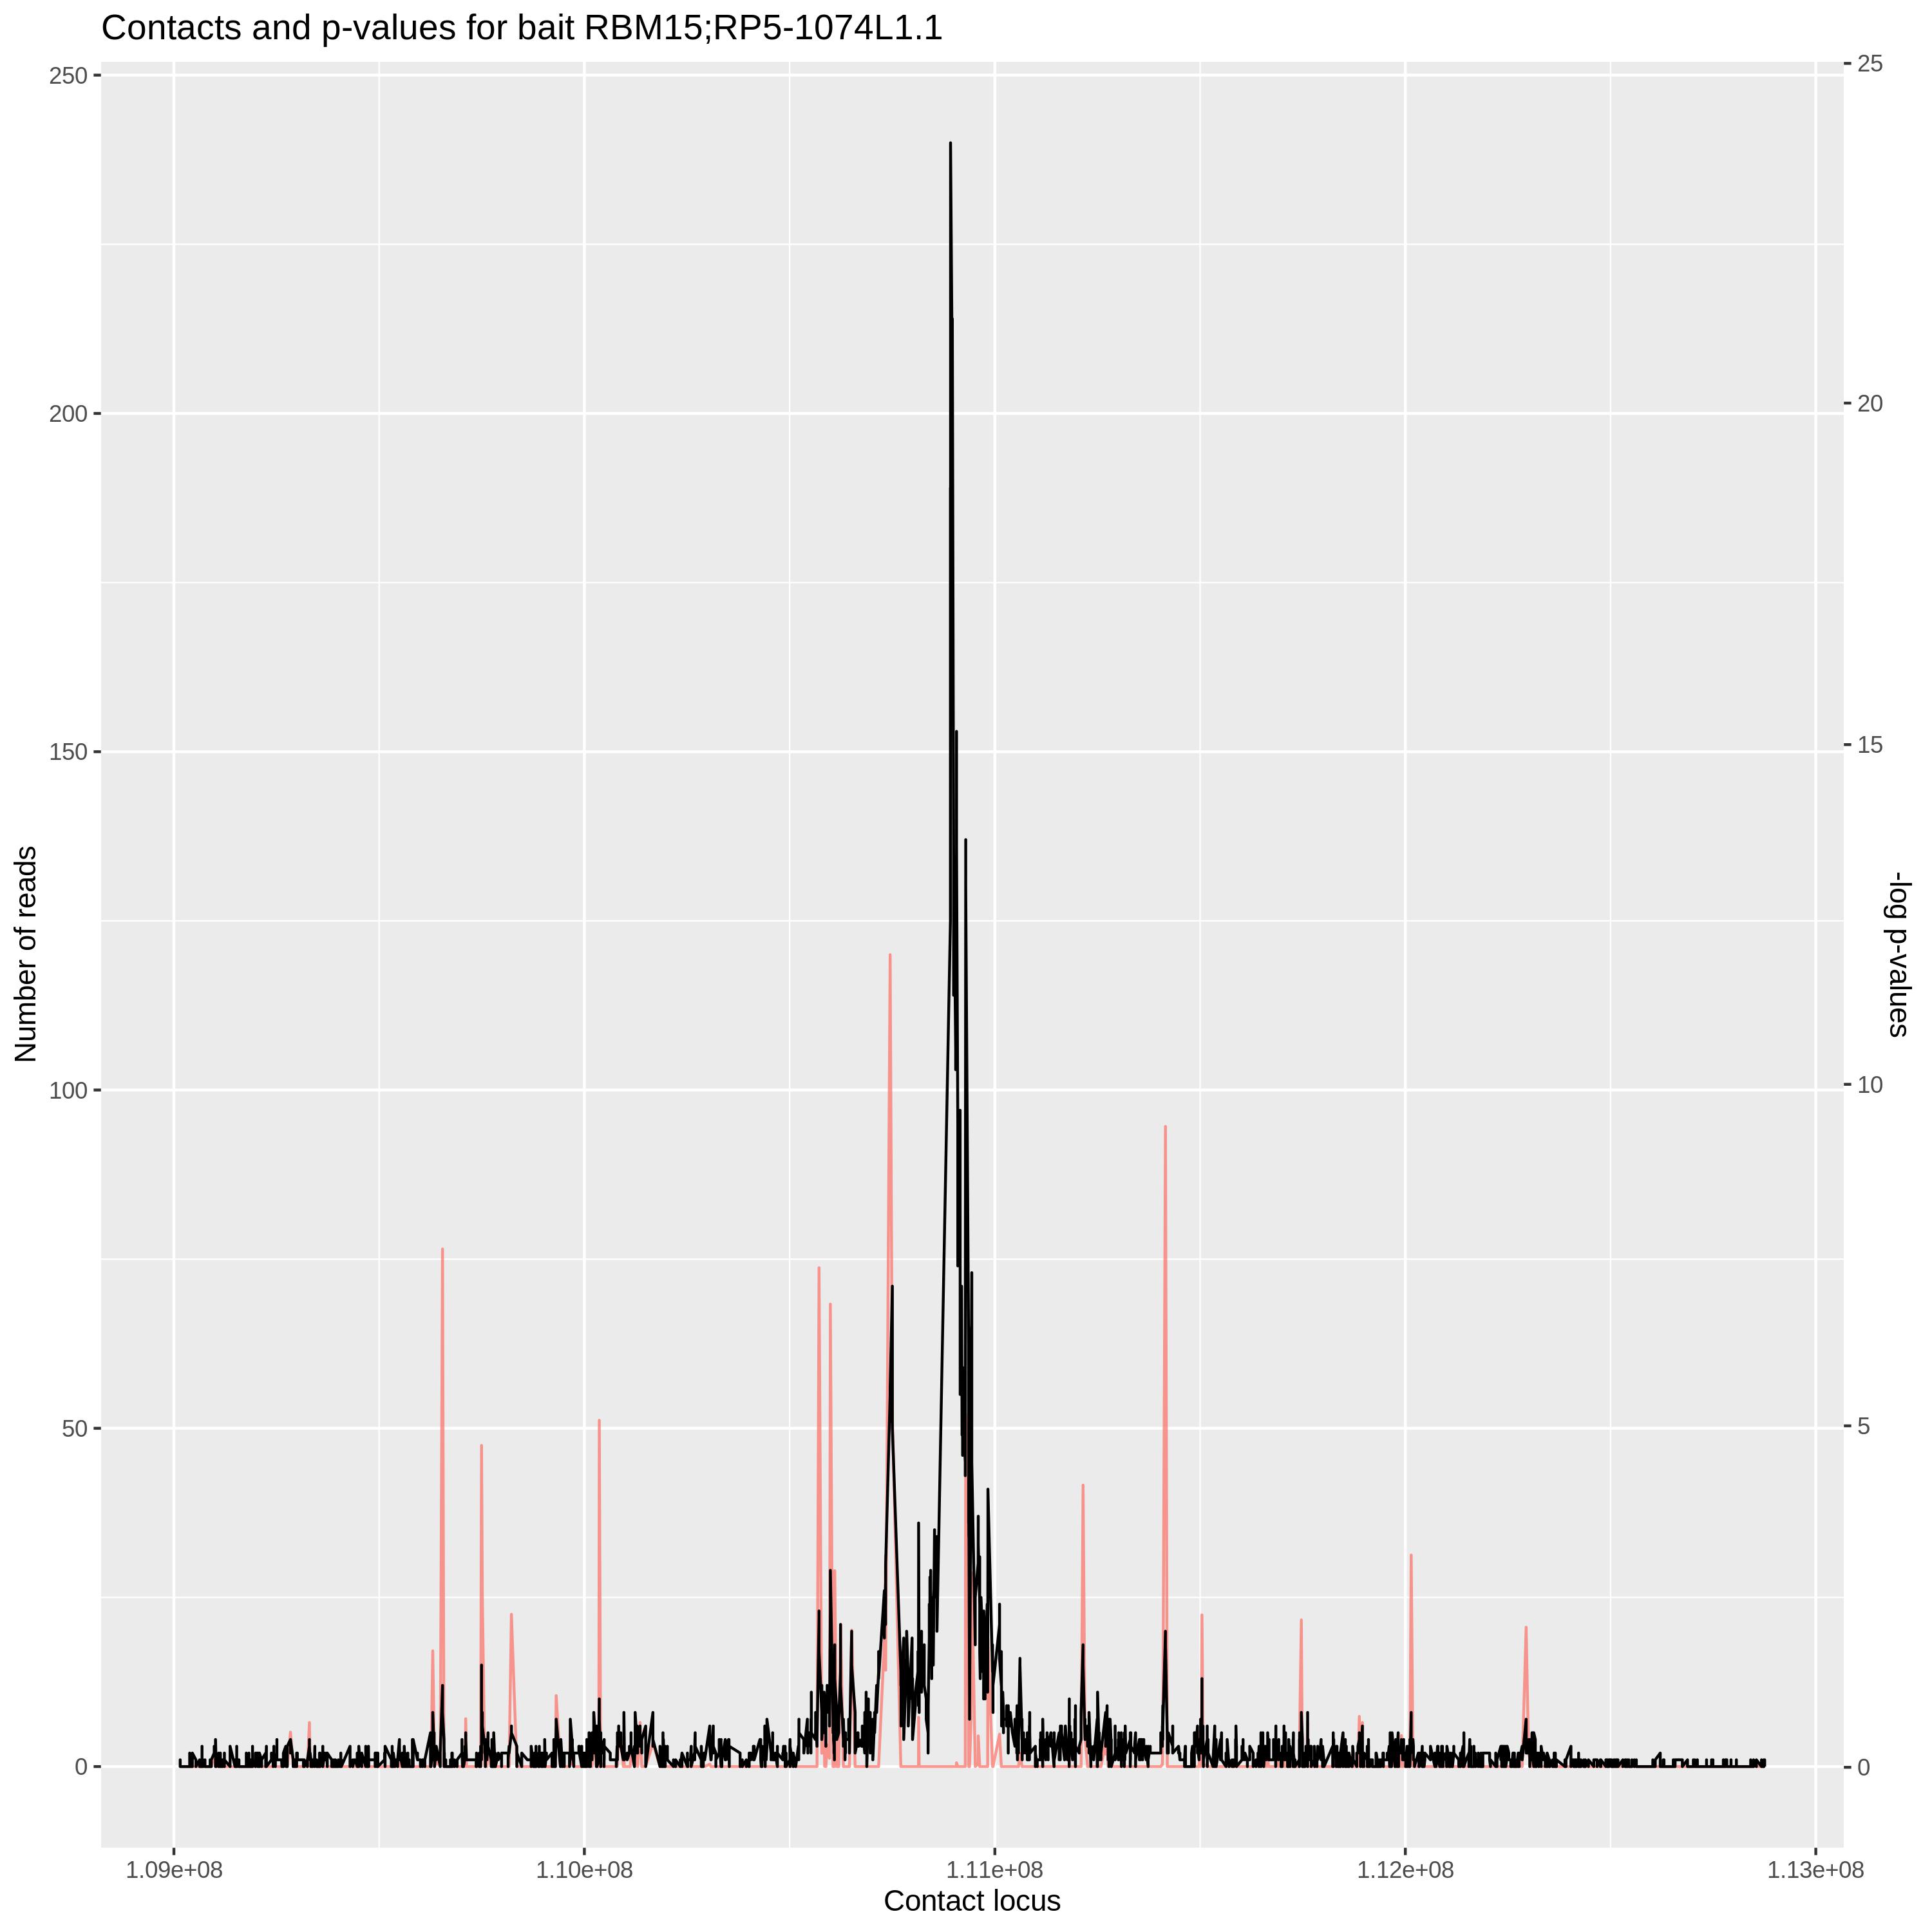 Contacts and p-values for bait RBM15;RP5-1074L1.1
250
200
150
100
50
0
25
20
15
10
5
0
Number of reads
-log p-values
1.09e+08
1.10e+08
1.11e+08
1.12e+08
1.13e+08
Contact locus